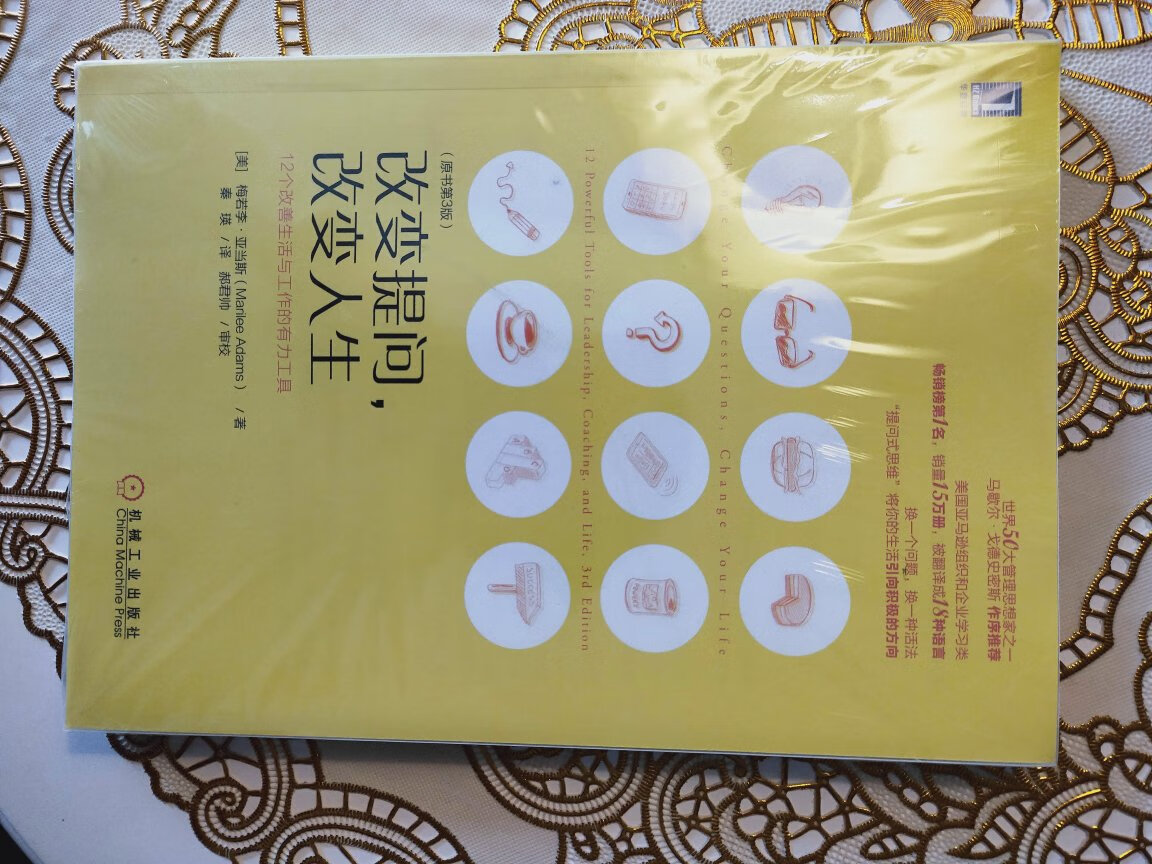 世界50大管理思想家之一
马歇尔·戈德史密斯 作序推荐
美国亚马逊组织和企业学习类
畅销榜第1名，销量15万册，被翻译成18种语言
换一个问题，换一种活法
“提问式思维”将你的生活引向积极的方向
Your Questions, Change Your Life
12 Powerful Tools for Leadership, Coaching, and Life, 3rd Edition
SUCCESS
（原书第3版）
改变提问，
改变人生
12个改善生活与工作的有力工具
[美] 梅若李·亚当斯（Marilee Adams） /著
秦瑛 /译 郝君帅 /审校
机械工业出版社
China Machine Press